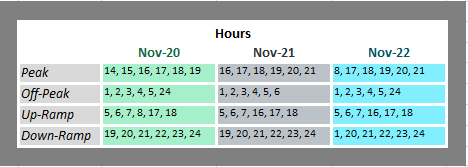 Hours
Nov-20 Nov-21 Nov-22
Peak 14, 15, 16, 17, 18, 19 16, 17, 18, 19, 20, 21 8, 17, 18, 19, 20, 21
Off-Peak 1, 2, 3, 4, 5, 24 1, 2, 3, 4, 5, 6 1, 2, 3, 4, 5, 24
Up-Ramp 5, 6, 7, 8, 17, 18 5, 6, 7, 16, 17, 18 5, 6, 7, 16, 17, 18
Down-Ramp 19, 20, 21, 22, 23, 24 19, 20, 21, 22, 23, 24 1, 20, 21, 22, 23, 24